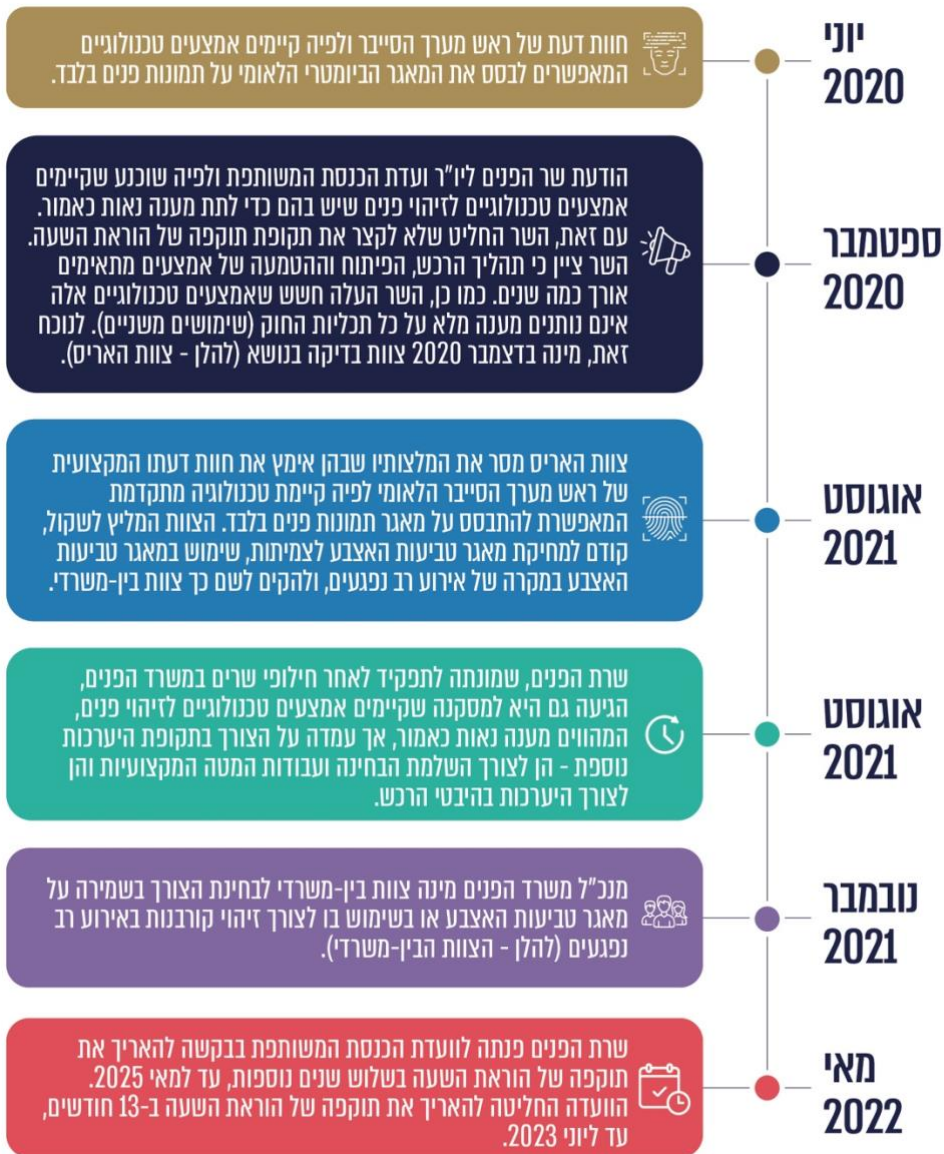 יוני
2020
חוות דעת של ראש מערך הסייבר ולפיה קיימים אמצעים טכנולוגיים
המאפשרים לבסס את המאגר הביומטרי הלאומי על תמונות פנים בלבד.
ספטמבר
2020
הודעת שר הפנים ליו"ר ועדת הכנסת המשותפת ולפיה שוכנע שקיימים
אמצעים טכנולוגיים לזיהוי פנים שיש בהם כדי לתת מענה נאות כאמור.
עם זאת, השר החליט שלא לקצר את תקופת תוקפה של הוראת השעה.
השר ציין כי תהליך הרכש, הפיתוח וההטמעה של אמצעים מתאימים
אורך כמה שנים. כמו כן, השר העלה חשש שאמצעים טכנולוגיים אלה
אינם נותנים מענה מלא על כל תכליות החוק (שימושים משניים). לנוכח
זאת, מינה בדצמבר 2020 צוות בדיקה בנושא (להלן - צוות האריס).
אוגוסט
2021
צוות האריס מסר את המלצותיו שבהן אימץ את חוות דעתו המקצועית
של ראש מערך הסייבר הלאומי לפיה קיימת טכנולוגיה מתקדמת
המאפשרת להתבסס על מאגר תמונות פנים בלבד. הצוות המליץ לשקול,
קודם למחיקת מאגר טביעות האצבע לצמיתות, שימוש במאגר טביעות
האצבע במקרה של אירוע רב נפגעים, ולהקים לשם כך צוות בין-משרדי.
אוגוסט
2021
שרת הפנים, שמונתה לתפקיד לאחר חילופי שרים במשרד הפנים,
הגיעה גם היא למסקנה שקיימים אמצעים טכנולוגיים לזיהוי פנים,
המהווים מענה נאות כאמור, אך עמדה על הצורך בתקופת היערכות
נוספת - הן לצורך השלמת הבחינה ועבודות המטה המקצועיות והן
לצורך היערכות בהיבטי הרכש.
נובמבר
2021
מנכ"ל משרד הפנים מינה צוות בין-משרדי לבחינת הצורך בשמירה על
מאגר טביעות האצבע או בשימוש בו לצורך זיהוי קורבנות באירוע רב
נפגעים (להלן - הצוות הבין-משרדי).
מאי
2022
שרת הפנים פנתה לוועדת הכנסת המשותפת בבקשה להאריך את
תוקפה של הוראת השעה בשלוש שנים נוספות, עד למאי 2025.
הוועדה החליטה להאריך את תוקפה של הוראת השעה ב-13 חודשים,
עד ליוני 2023.